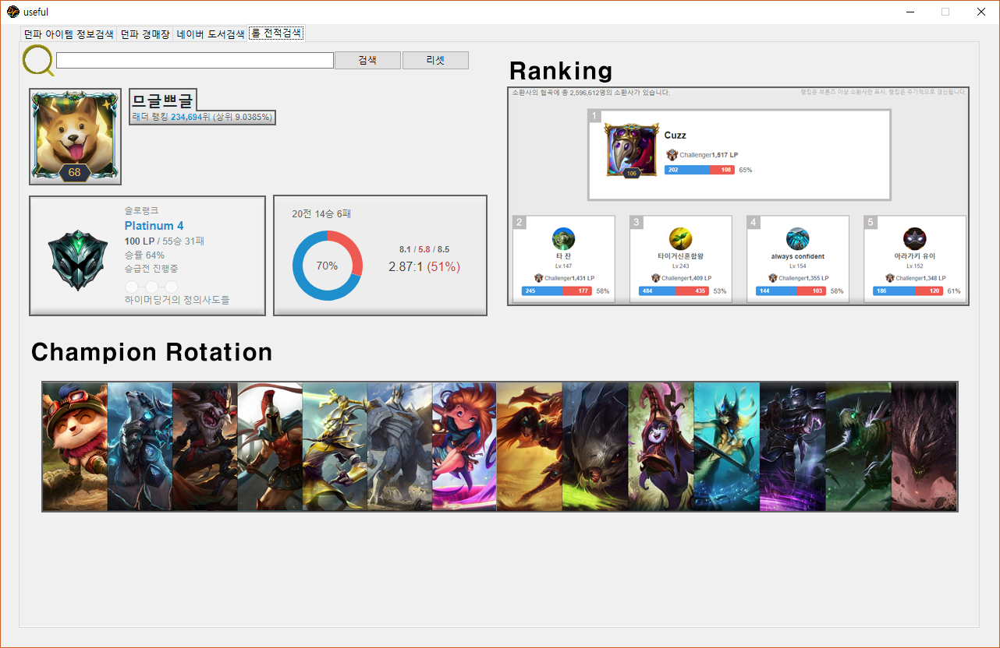 useful
던파 아이템 정보검색 던파 경매장 네이버 도서검색 롤 전적검색
검색 리셋
68
므글쁘글
래더 랭킹 234,694위 (상위 9.0385%)
솔로랭크
Platinum 4
100 LP / 55승 31패
승률 64%
승급전 진행중
하이머딩거의 정의사도들
20전 14승 6패
70%
8.1 / 5.8 / 8.5
2.87:1 (51%)
Ranking
소환사의 협곡에 총 2,596,612명의 소환사가 있습니다.
랭킹은 브론즈 이상 소환사만 표시. 랭킹은 주기적으로 갱신됩니다.
1
106
Cuzz
Challenger1,517 LP
202 108 65%
2
타 잔
Lv.147
Challenger1,431 LP
245 177 58%
3
타이거신혼합왕
Lv.243
Challenger1,409 LP
484 435 53%
4
always confident
Lv.154
Challenger1,355 LP
144 103 58%
5
아라가키 유이
Lv.152
Challenger1,348 LP
186 120 61%
Champion Rotation